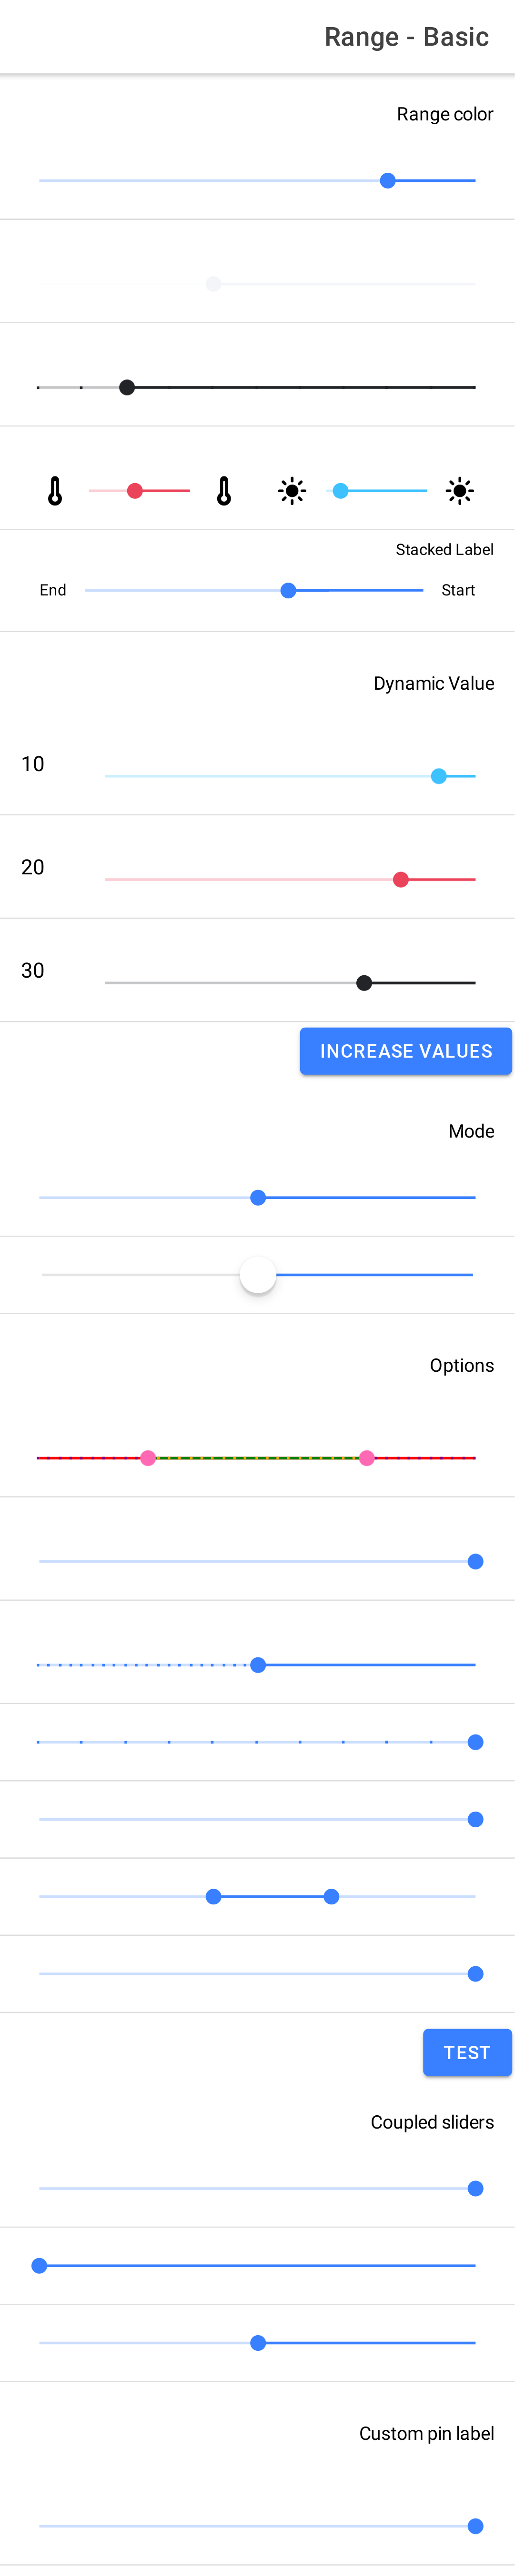 Range - Basic
Range color
Stacked Label
End Start
Dynamic Value
10
20
30
INCREASE VALUES
Mode
Options
TEST
Coupled sliders
Custom pin label